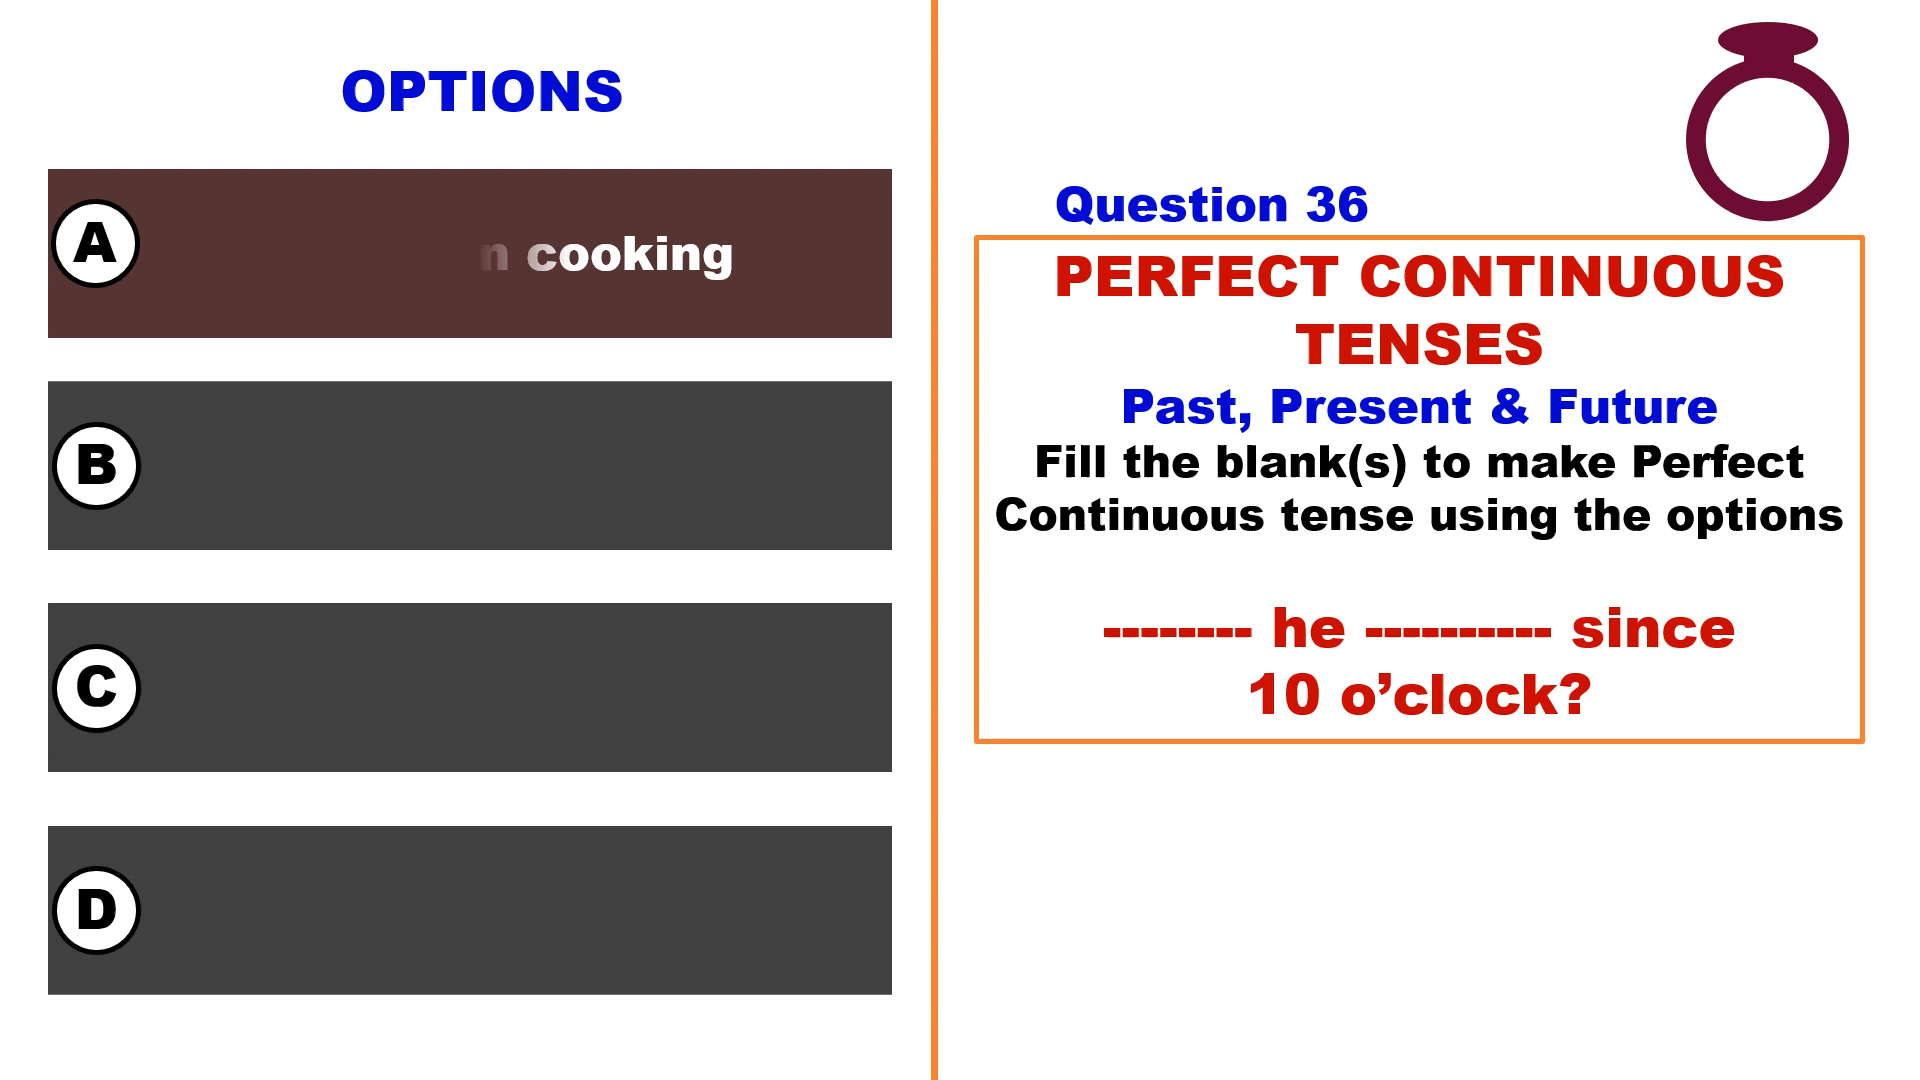 OPTIONS
A
cooking
B
C
D
Question 36
PERFECT CONTINUOUS
TENSES
Past, Present & Future
Fill the blank(s) to make Perfect
Continuous tense using the options
-------- he ---------- since
10 o’clock?